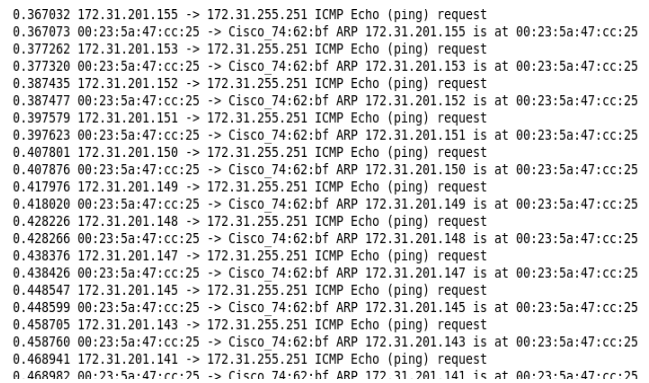 0.367032 172.31.201.155 -> 172.31.255.251 ICMP Echo (ping) request
0.367073 00:23:5a:47:cc:25 -> Cisco_74:62:bf ARP 172.31.201.155 is at 00:23:5a:47:cc:25
0.377262 172.31.201.153 -> 172.31.255.251 ICMP Echo (ping) request
0.377320 00:23:5a:47:cc:25 -> Cisco_74:62:bf ARP 172.31.201.153 is at 00:23:5a:47:cc:25
0.387435 172.31.201.152 -> 172.31.255.251 ICMP Echo (ping) request
0.387477 00:23:5a:47:cc:25 -> Cisco_74:62:bf ARP 172.31.201.152 is at 00:23:5a:47:cc:25
0.397579 172.31.201.151 -> 172.31.255.251 ICMP Echo (ping) request
0.397623 00:23:5a:47:cc:25 -> Cisco_74:62:bf ARP 172.31.201.151 is at 00:23:5a:47:cc:25
0.407801 172.31.201.150 -> 172.31.255.251 ICMP Echo (ping) request
0.407876 00:23:5a:47:cc:25 -> Cisco_74:62:bf ARP 172.31.201.150 is at 00:23:5a:47:cc:25
0.417976 172.31.201.149 -> 172.31.255.251 ICMP Echo (ping) request
0.418020 00:23:5a:47:cc:25 -> Cisco_74:62:bf ARP 172.31.201.149 is at 00:23:5a:47:cc:25
0.428226 172.31.201.148 -> 172.31.255.251 ICMP Echo (ping) request
0.428266 00:23:5a:47:cc:25 -> Cisco_74:62:bf ARP 172.31.201.148 is at 00:23:5a:47:cc:25
0.438376 172.31.201.147 -> 172.31.255.251 ICMP Echo (ping) request
0.438426 00:23:5a:47:cc:25 -> Cisco_74:62:bf ARP 172.31.201.147 is at 00:23:5a:47:cc:25
0.448547 172.31.201.145 -> 172.31.255.251 ICMP Echo (ping) request
0.448599 00:23:5a:47:cc:25 -> Cisco_74:62:bf ARP 172.31.201.145 is at 00:23:5a:47:cc:25
0.458705 172.31.201.143 -> 172.31.255.251 ICMP Echo (ping) request
0.458760 00:23:5a:47:cc:25 -> Cisco_74:62:bf ARP 172.31.201.143 is at 00:23:5a:47:cc:25
0.468941 172.31.201.141 -> 172.31.255.251 ICMP Echo (ping) request
0.468982 00:23:5a:47:cc:25 -> Cisco_74:62:bf ARP 172.31.201.141 is at 00:23:5a:47:cc:25